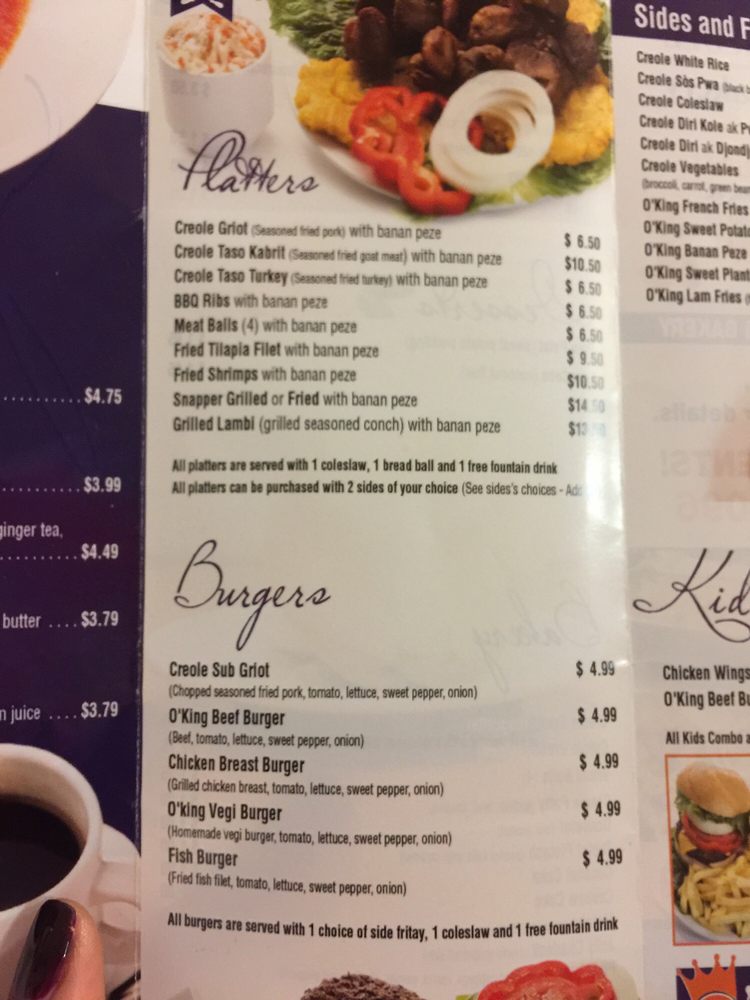 $4.75
$3.99
ginger tea,
$4.49
butter .... $3.79
juice .... $3.79
Platters
Creole Griot (Seasoned fried pork) with banan peze $ 6.50
Creole Taso Kabrit (Seasoned fried goat meat) with banan peze $10.50
Creole Taso Turkey (Seasoned fried turkey) with banan peze $ 6.50
BBQ Ribs with banan peze $ 6.50
Meat Balls (4) with banan peze $ 6.50
Fried Tilapia Filet with banan peze $ 9.50
Fried Shrimps with banan peze $10.50
Snapper Grilled or Fried with banan peze $14.50
Grilled Lambi (grilled seasoned conch) with banan peze
All platters are served with 1 coleslaw, 1 bread ball and 1 free fountain drink
All platters can be purchased with 2 sides of your choice (See sides's choices -
Burgers
Creole Sub Griot $ 4.99
(Chopped seasoned fried pork, tomato, lettuce, sweet pepper, onion)
O'King Beef Burger $ 4.99
(Beef, tomato, lettuce, sweet pepper, onion)
Chicken Breast Burger $ 4.99
(Grilled chicken breast, tomato, lettuce, sweet pepper, onion)
O'king Vegi Burger $ 4.99
(Homemade vegi burger, tomato, lettuce, sweet pepper, onion)
Fish Burger $ 4.99
(Fried fish filet, tomato, lettuce, sweet pepper, onion)
All burgers are served with 1 choice of side fritay, 1 coleslaw and 1 free fountain drink
Sides and F
Creole White Rice
Creole Sòs Pwa (black
Creole Coleslaw
Creole Diri Kole ak
Creole Diri ak
Creole Vegetables
(broccoli, carrot, green
O'King French Fries
O'King Sweet
O'King Banan Peze
O'King Sweet
O'King Lam Fries
Kid
Chicken Wings
O'King Beef
All Kids Combo